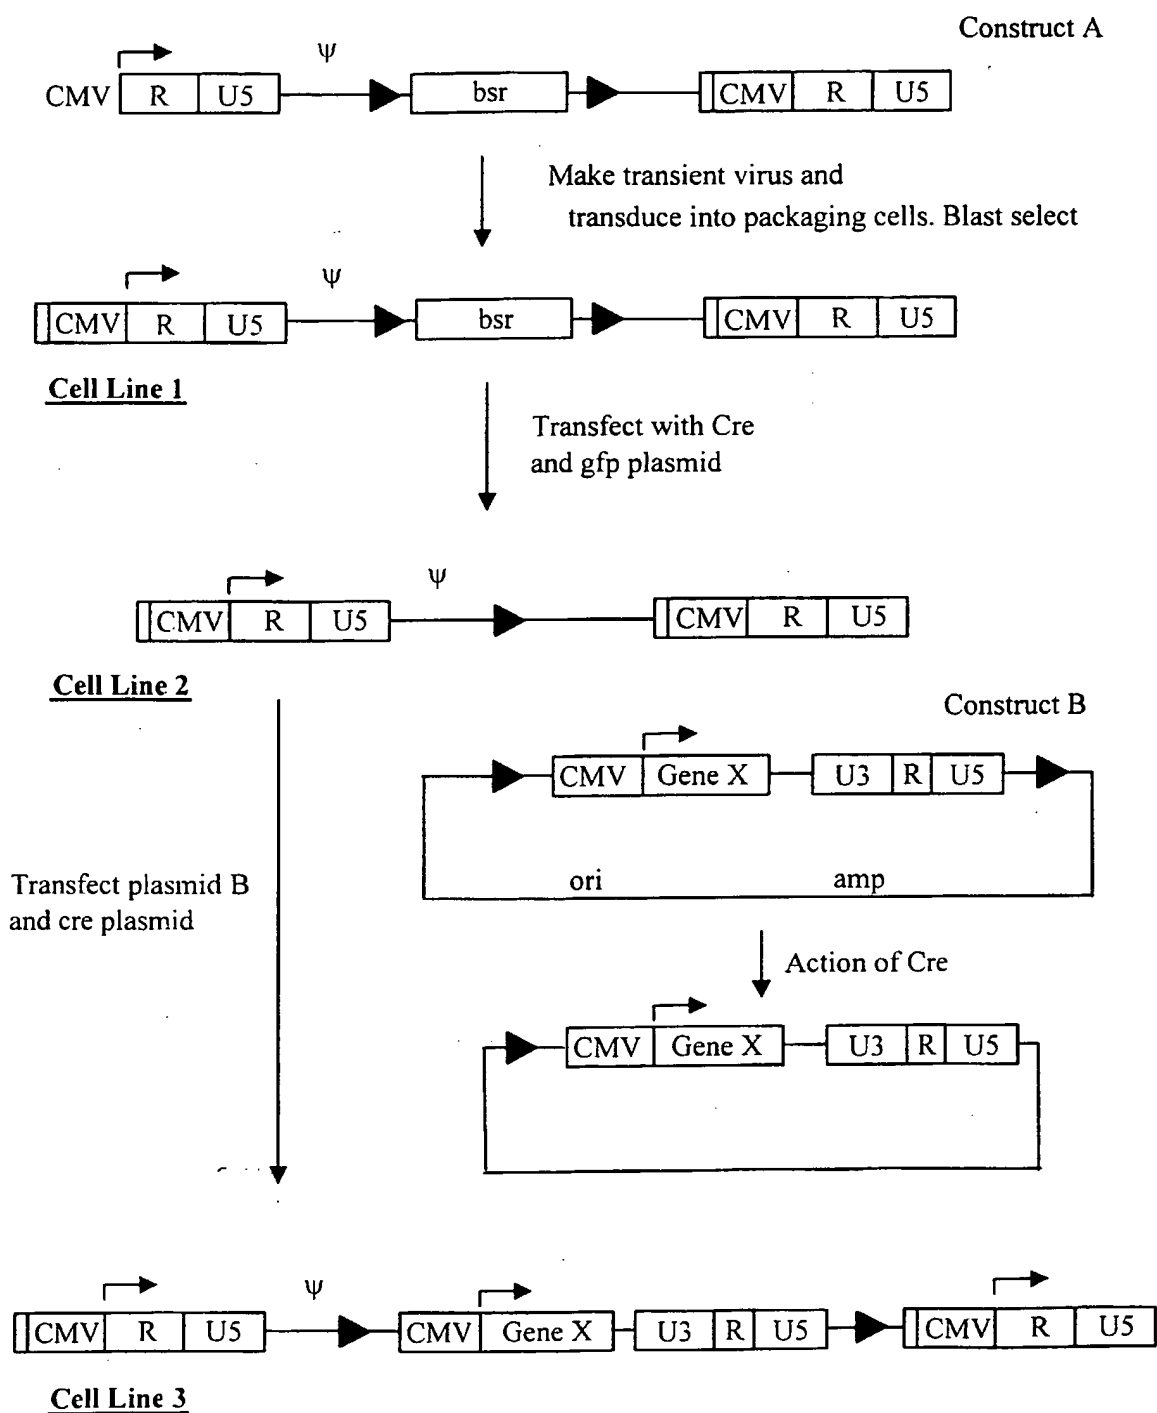 Construct A
ψ
CMV R U5 bsr CMV R U5
Make transient virus and
transduce into packaging cells. Blast select
ψ
CMV R U5 bsr CMV R U5
Cell Line 1
Transfect with Cre
and gfp plasmid
ψ
CMV R U5 CMV R U5
Cell Line 2
Construct B
CMV Gene X U3 R U5
ori amp
Transfect plasmid B
and cre plasmid
Action of Cre
CMV Gene X U3 R U5
ψ
CMV R U5 CMV Gene X U3 R U5 CMV R U5
Cell Line 3